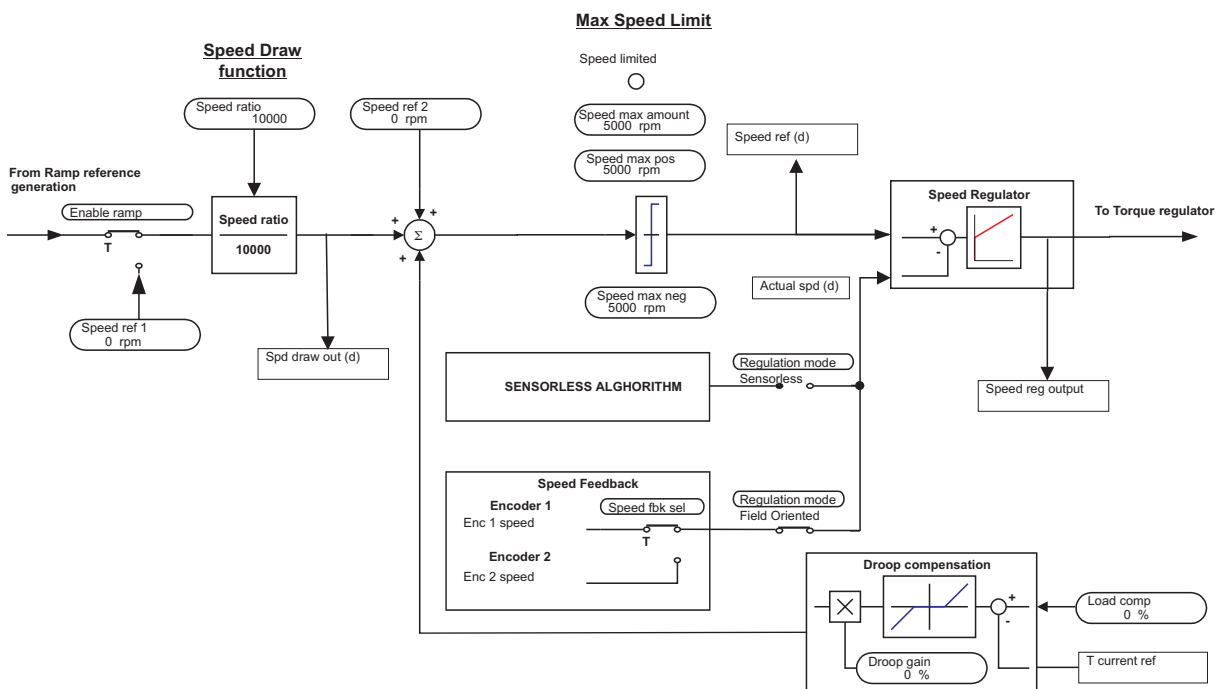 Max Speed Limit
Speed Draw
function
Speed limited
Speed ratio
10000
Speed ref 2
0 rpm
Speed max amount
5000 rpm
Speed ref (d)
Speed max pos
5000 rpm
From Ramp reference
generation
Enable ramp
T
Speed ratio
10000
+
+
Σ
+
Speed Regulator
+
-
To Torque regulator
Speed ref 1
0 rpm
Spd draw out (d)
Speed max neg
5000 rpm
Actual spd (d)
SENSORLESS ALGHORITHM
Regulation mode
Sensorless
Speed reg output
Speed Feedback
Encoder 1
Enc 1 speed
Speed fbk sel
T
Regulation mode
Field Oriented
Encoder 2
Enc 2 speed
Droop compensation
+
-
Load comp
0 %
Droop gain
0 %
T current ref